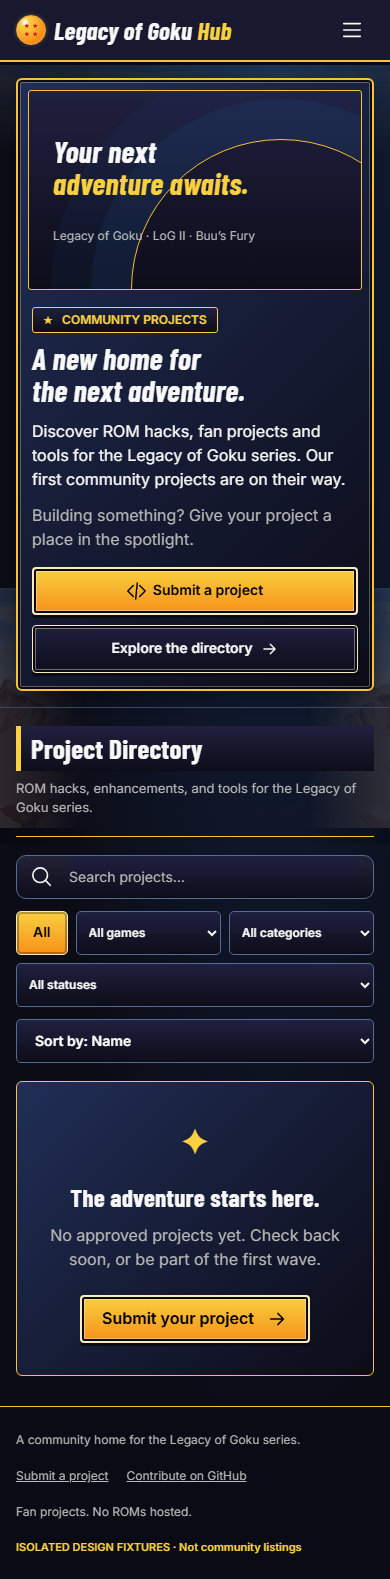 Legacy of Goku Hub
Your next
adventure awaits.
Legacy of Goku · LoG II · Buu’s Fury
COMMUNITY PROJECTS
A new home for
the next adventure.
Discover ROM hacks, fan projects and
tools for the Legacy of Goku series. Our
first community projects are on their way.
Building something? Give your project a
place in the spotlight.
Submit a project
Explore the directory →
Project Directory
ROM hacks, enhancements, and tools for the Legacy of
Goku series.
Search projects...
All
All games
All categories
All statuses
Sort by: Name
The adventure starts here.
No approved projects yet. Check back
soon, or be part of the first wave.
Submit your project →
A community home for the Legacy of Goku series.
Submit a project Contribute on GitHub
Fan projects. No ROMs hosted.
ISOLATED DESIGN FIXTURES · Not community listings